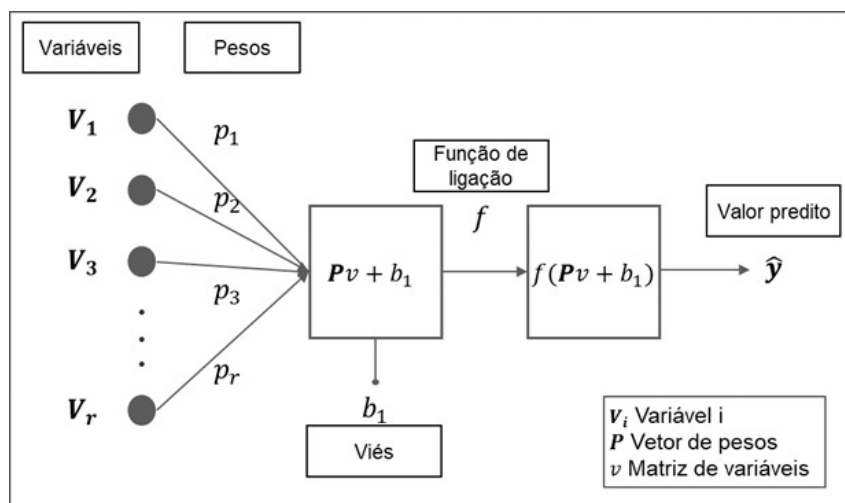 Variáveis
Pesos
V₁
p₁
V₂
p₂
V₃
p₃
Vᵣ
pᵣ
Pv + b₁
b₁
Viés
Função de
ligação
f
f(Pv + b₁)
Valor predito
ŷ
Vᵢ Variável i
P Vetor de pesos
v Matriz de variáveis